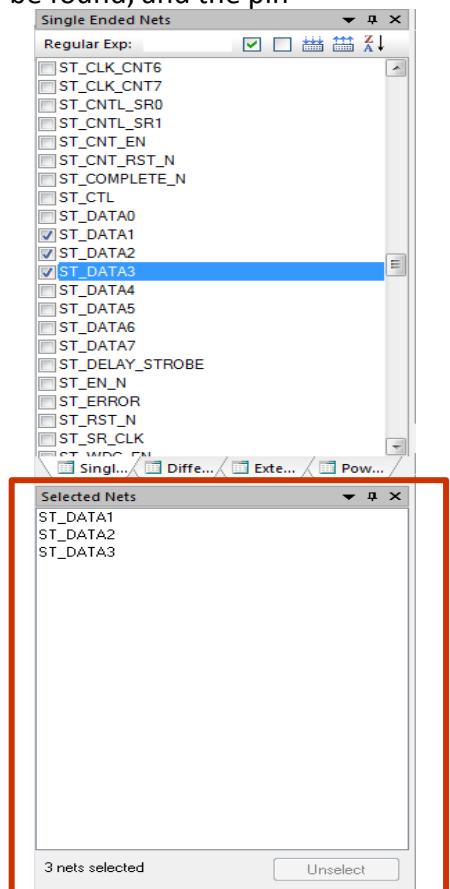 be found, and the pin
Single Ended Nets
Regular Exp:
ST_CLK_CNT6
ST_CLK_CNT7
ST_CNTL_SR0
ST_CNTL_SR1
ST_CNT_EN
ST_CNT_RST_N
ST_COMPLETE_N
ST_CTL
ST_DATA0
ST_DATA1
ST_DATA2
ST_DATA3
ST_DATA4
ST_DATA5
ST_DATA6
ST_DATA7
ST_DELAY_STROBE
ST_EN_N
ST_ERROR
ST_RST_N
ST_SR_CLK
Singl... Diffe... Exte... Pow...
Selected Nets
ST_DATA1
ST_DATA2
ST_DATA3
3 nets selected Unselect